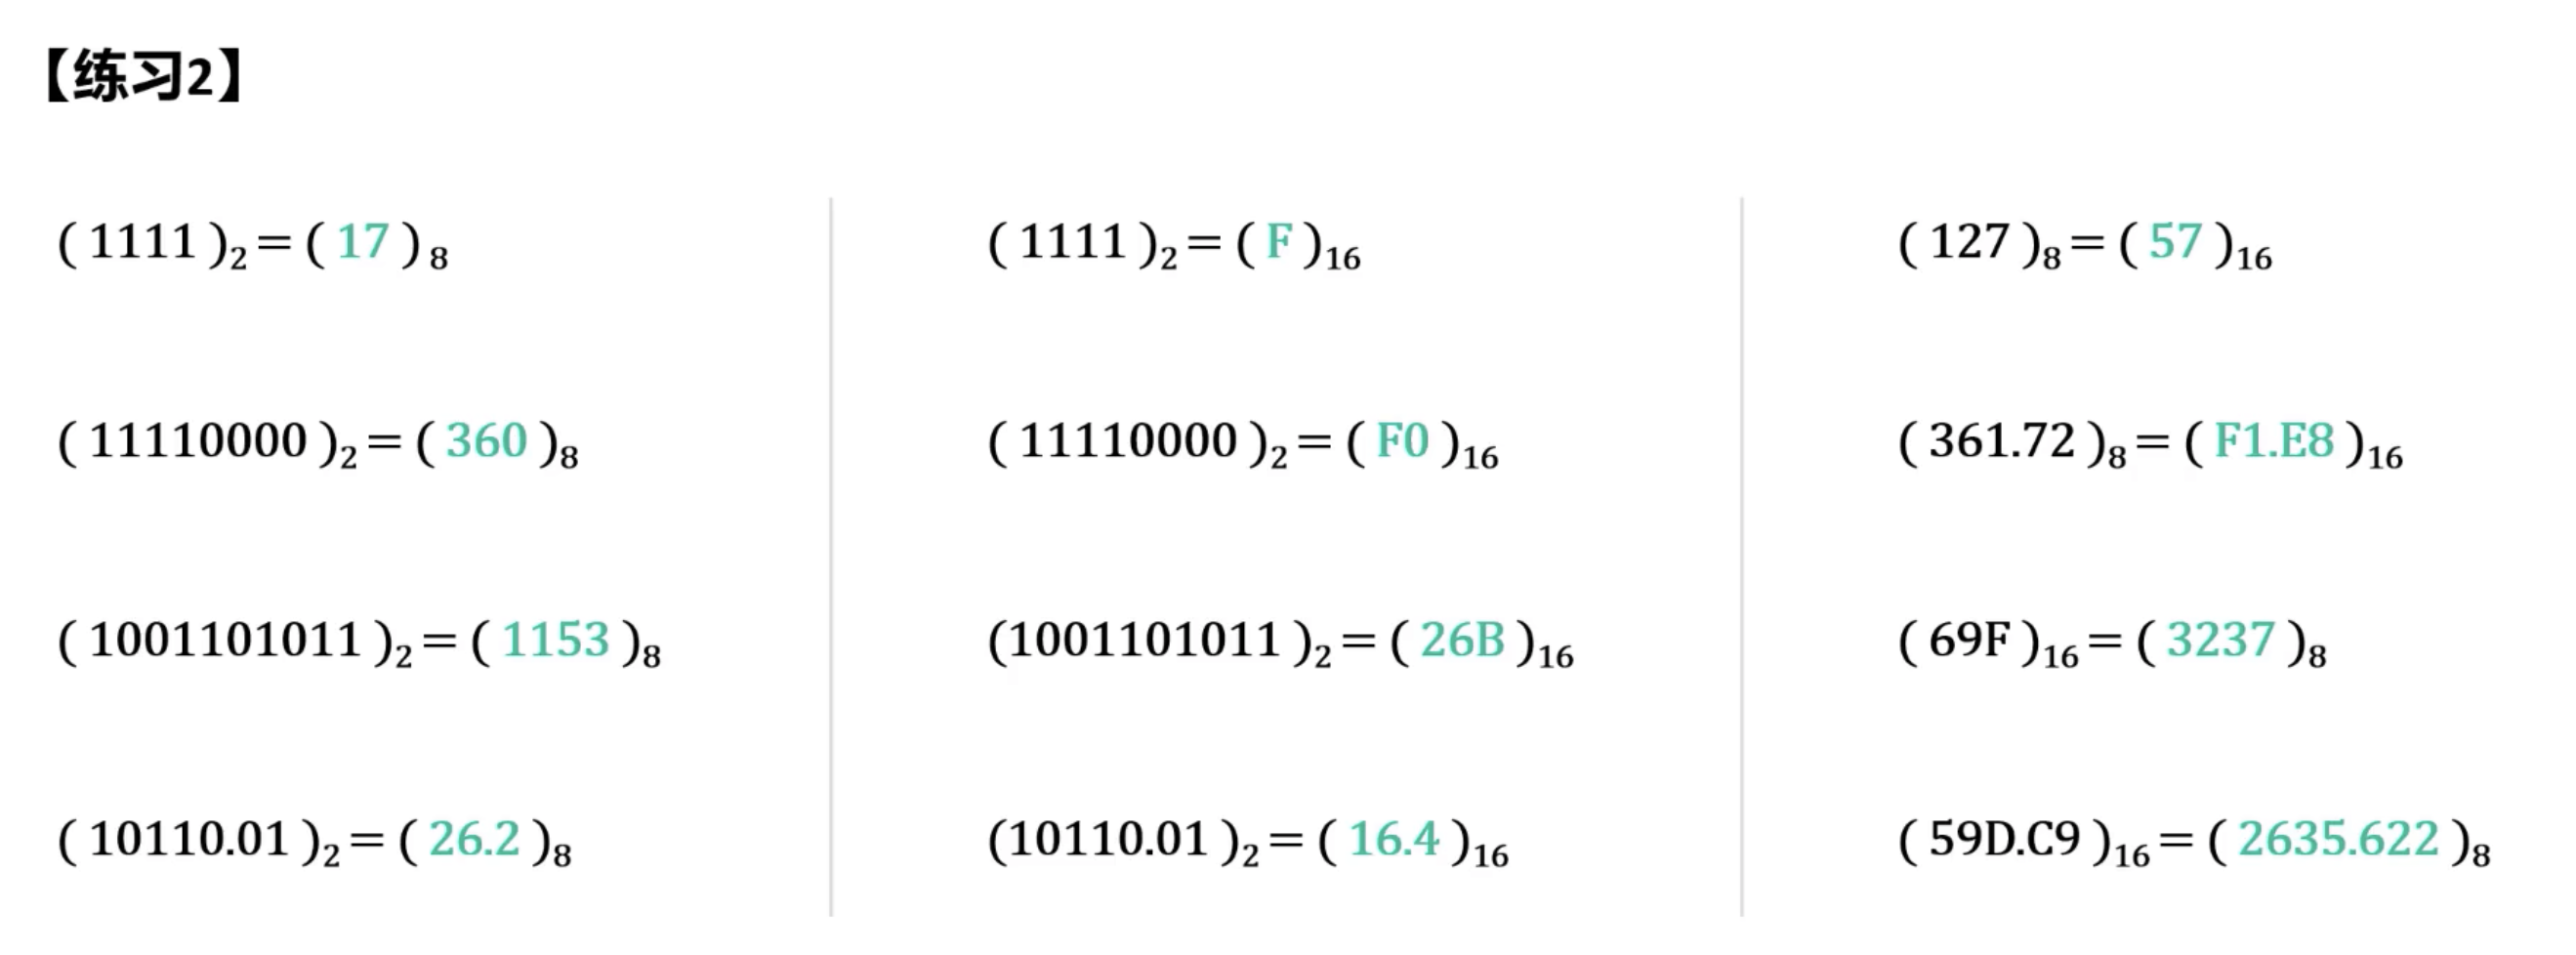 【练习2】
( 1111 )₂ = ( 17 )₈
( 11110000 )₂ = ( 360 )₈
( 1001101011 )₂ = ( 1153 )₈
( 10110.01 )₂ = ( 26.2 )₈
( 1111 )₂ = ( F )₁₆
( 11110000 )₂ = ( F0 )₁₆
(1001101011 )₂ = ( 26B )₁₆
(10110.01 )₂ = ( 16.4 )₁₆
( 127 )₈ = ( 57 )₁₆
( 361.72 )₈ = ( F1.E8 )₁₆
( 69F )₁₆ = ( 3237 )₈
( 59D.C9 )₁₆ = ( 2635.622 )₈